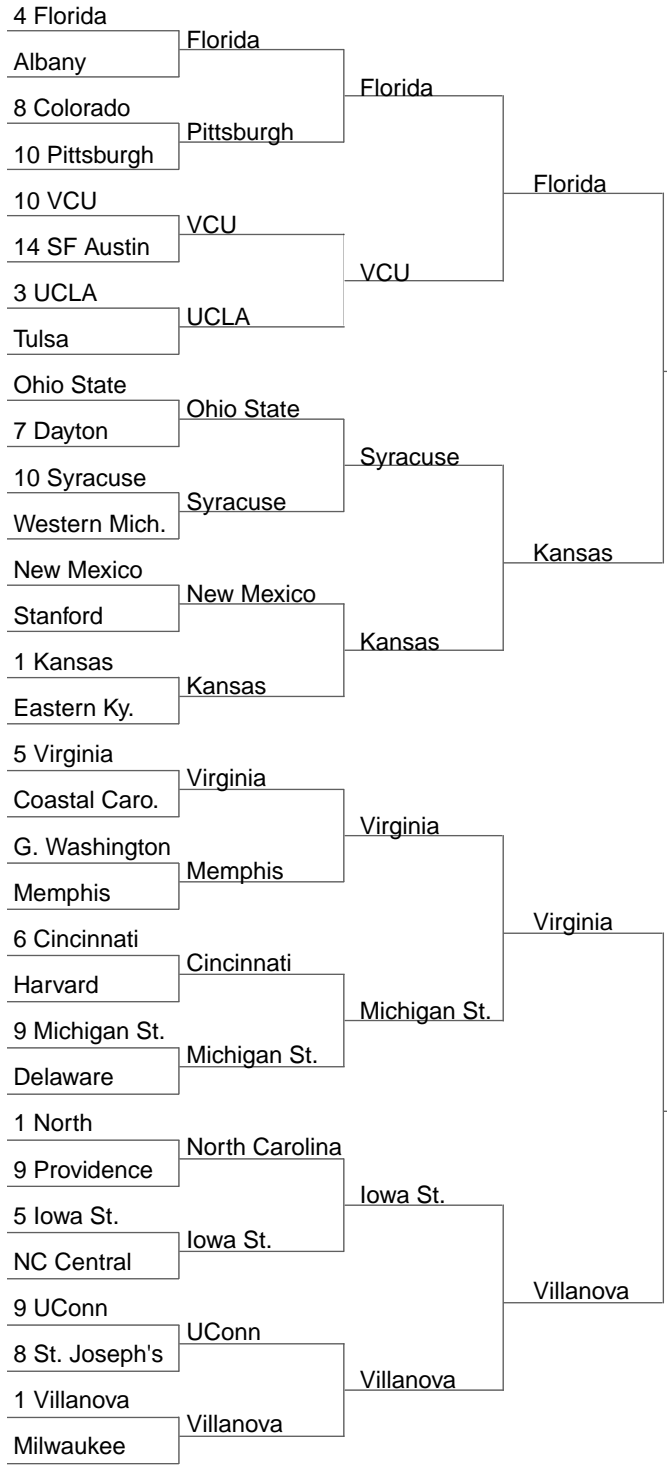 4 Florida
Albany
8 Colorado
10 Pittsburgh
10 VCU
14 SF Austin
3 UCLA
Tulsa
Ohio State
7 Dayton
10 Syracuse
Western Mich.
New Mexico
Stanford
1 Kansas
Eastern Ky.
5 Virginia
Coastal Caro.
G. Washington
Memphis
6 Cincinnati
Harvard
9 Michigan St.
Delaware
1 North
9 Providence
5 Iowa St.
NC Central
9 UConn
8 St. Joseph's
1 Villanova
Milwaukee
Florida
Pittsburgh
VCU
UCLA
Ohio State
Syracuse
New Mexico
Kansas
Virginia
Memphis
Cincinnati
Michigan St.
North Carolina
Iowa St.
UConn
Villanova
Florida
VCU
Syracuse
Kansas
Virginia
Michigan St.
Iowa St.
Villanova
Florida
Kansas
Virginia
Villanova